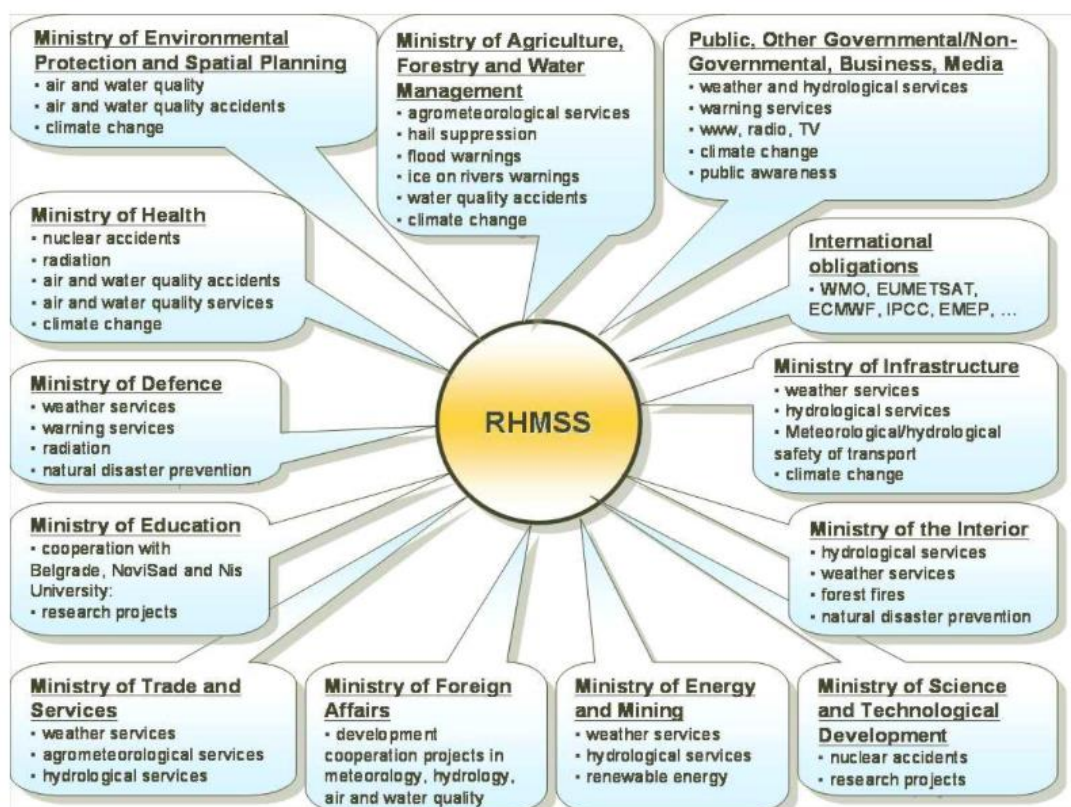 Ministry of Environmental
Protection and Spatial Planning
• air and water quality
• air and water quality accidents
• climate change
Ministry of Agriculture,
Forestry and Water
Management
• agrometeorological services
• hail suppression
• flood warnings
• ice on rivers warnings
• water quality accidents
• climate change
Public, Other Governmental/Non-
Governmental, Business, Media
• weather and hydrological services
• warning services
• www, radio, TV
• climate change
• public awareness
Ministry of Health
• nuclear accidents
• radiation
• air and water quality accidents
• air and water quality services
• climate change
International
obligations
• WMO, EUMETSAT,
ECMWF, IPCC, EMEP, ...
Ministry of Defence
• weather services
• warning services
• radiation
• natural disaster prevention
RHMSS
Ministry of Infrastructure
• weather services
• hydrological services
• Meteorological/hydrological
safety of transport
• climate change
Ministry of Education
• cooperation with
Belgrade, NoviSad and Nis
University:
• research projects
Ministry of the Interior
• hydrological services
• weather services
• forest fires
• natural disaster prevention
Ministry of Trade and
Services
• weather services
• agrometeorological services
• hydrological services
Ministry of Foreign
Affairs
• development
cooperation projects in
meteorology, hydrology,
air and water quality
Ministry of Energy
and Mining
• weather services
• hydrological services
• renewable energy
Ministry of Science
and Technological
Development
• nuclear accidents
• research projects